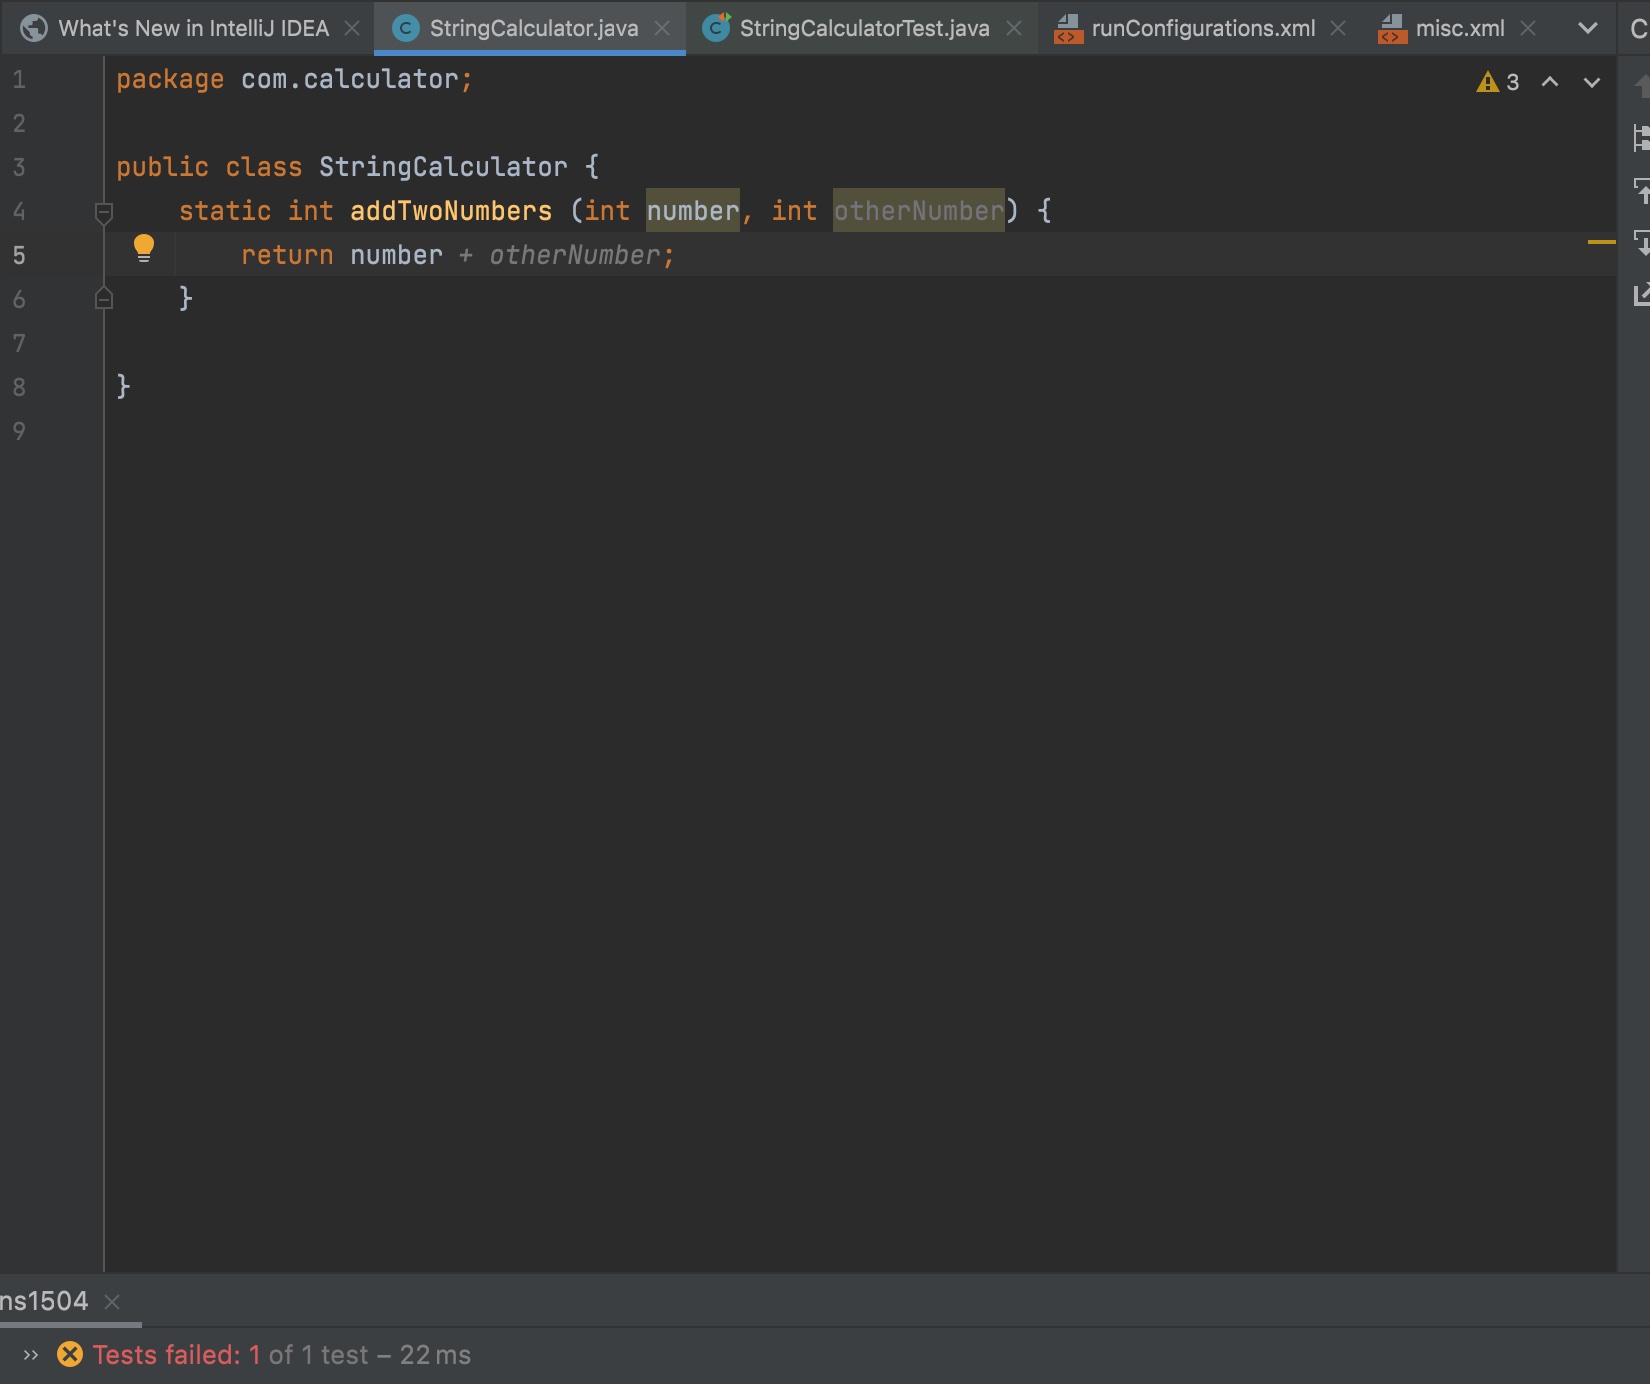 What's New in IntelliJ IDEA StringCalculator.java StringCalculatorTest.java runConfigurations.xml misc.xml
1 package com.calculator; 3
2
3 public class StringCalculator {
4 static int addTwoNumbers (int number, int otherNumber) {
5 return number + otherNumber;
6 }
7
8 }
9
ns1504
Tests failed: 1 of 1 test – 22 ms